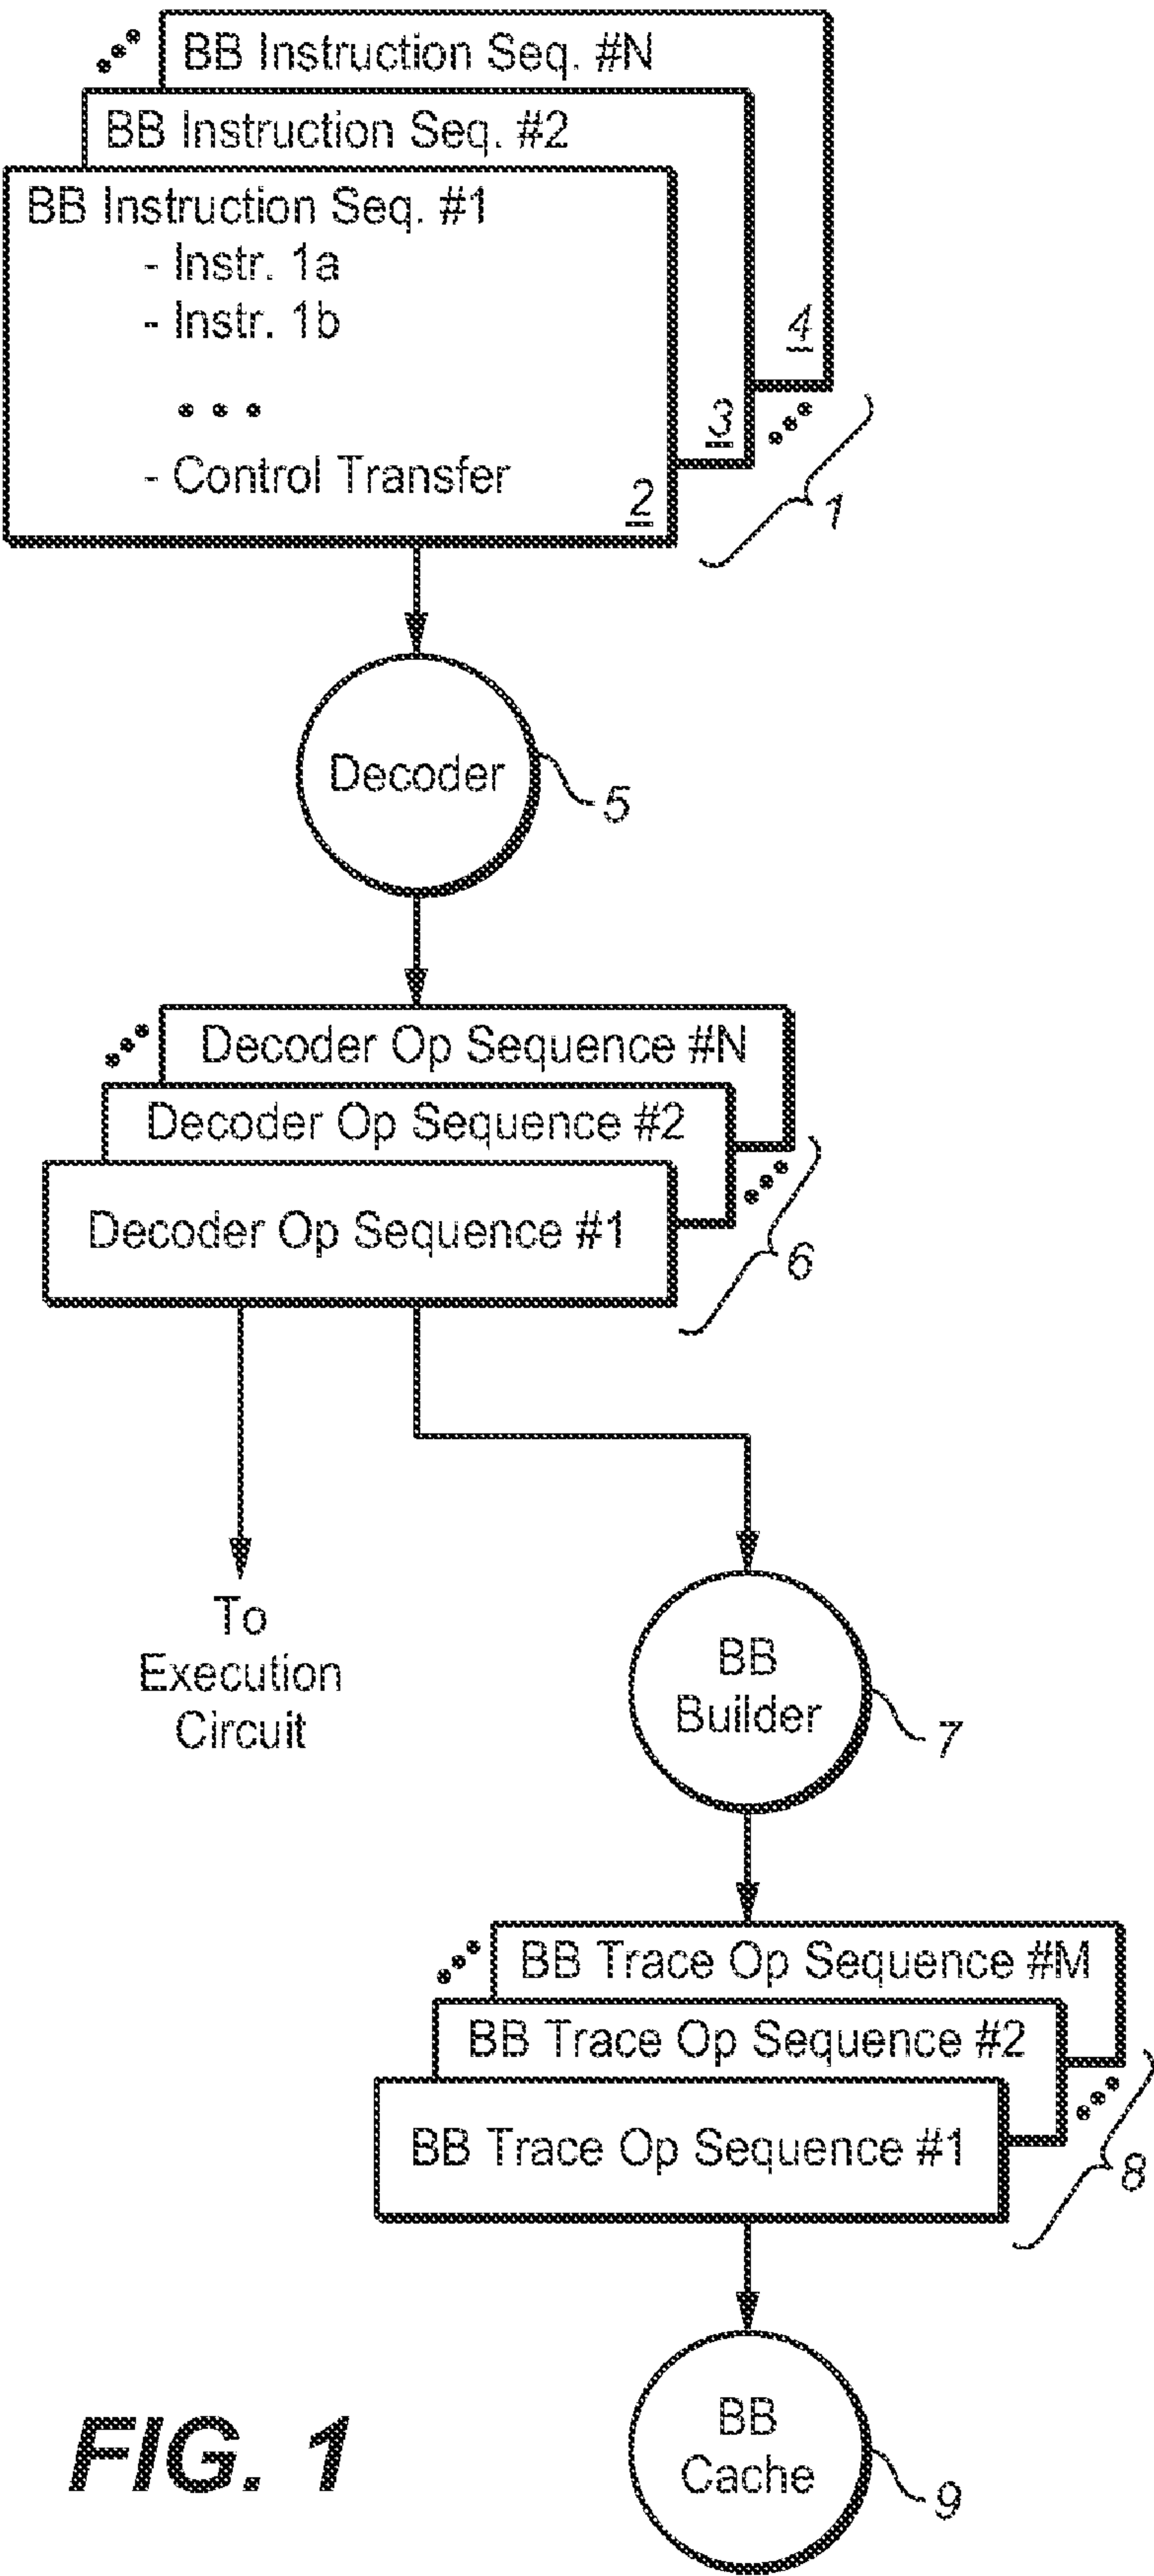 BB Instruction Seq. #N
BB Instruction Seq. #2
BB Instruction Seq. #1
- Instr. 1a
- Instr. 1b
• • •
- Control Transfer
2
3
4
1
Decoder
5
Decoder Op Sequence #N
Decoder Op Sequence #2
Decoder Op Sequence #1
6
To
Execution
Circuit
BB
Builder
7
BB Trace Op Sequence #M
BB Trace Op Sequence #2
BB Trace Op Sequence #1
8
BB
Cache
9
FIG. 1